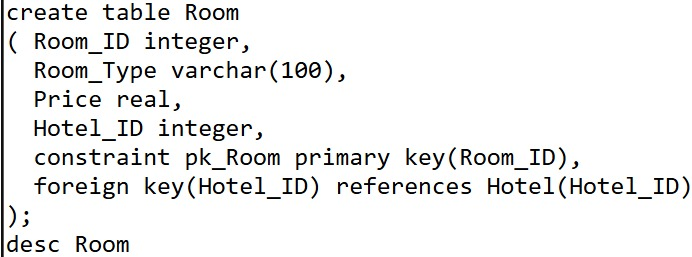 create table Room
( Room_ID integer,
Room_Type varchar(100),
Price real,
Hotel_ID integer,
constraint pk_Room primary key(Room_ID),
foreign key(Hotel_ID) references Hotel(Hotel_ID)
);
desc Room